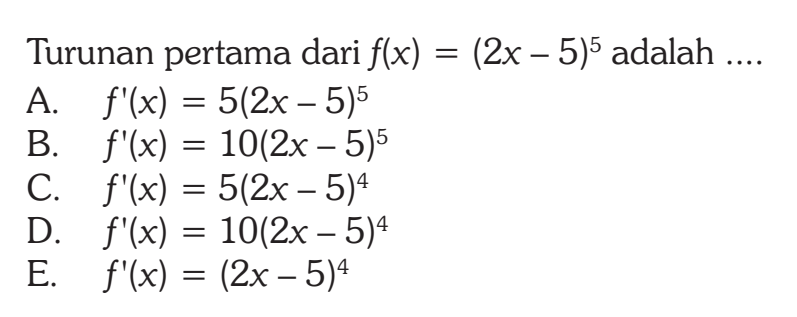 Turunan pertama dari f(x) = (2x – 5)⁵ adalah ....
A. f'(x) = 5(2x – 5)⁵
B. f'(x) = 10(2x – 5)⁵
C. f'(x) = 5(2x – 5)⁴
D. f'(x) = 10(2x – 5)⁴
E. f'(x) = (2x – 5)⁴